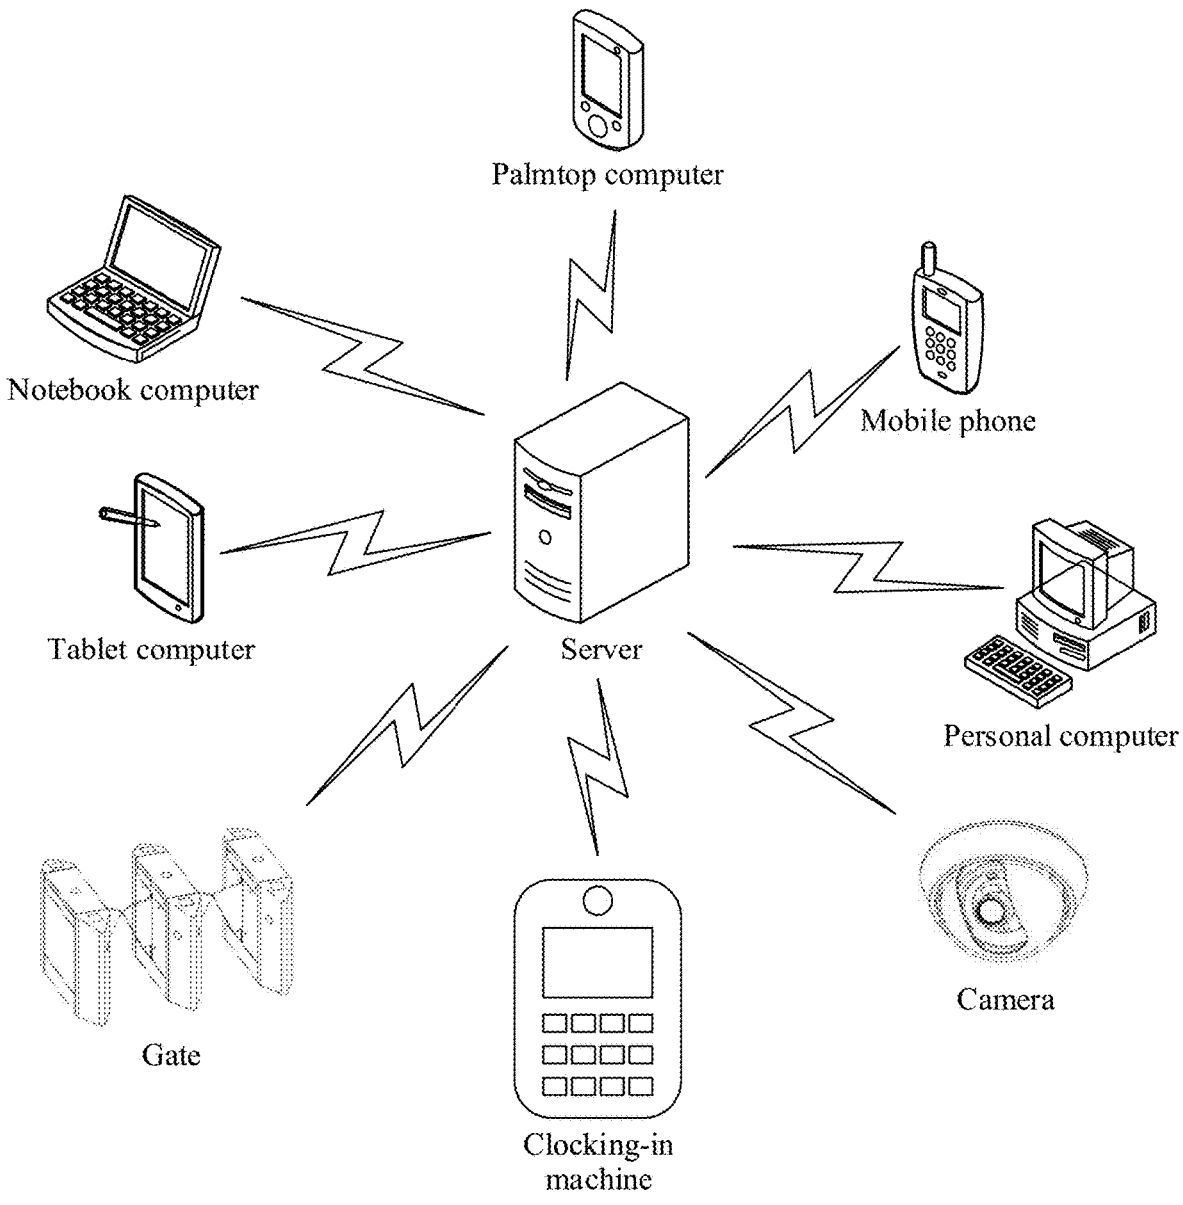 Palmtop computer
Notebook computer
Mobile phone
Tablet computer
Server
Personal computer
Camera
Gate
Clocking-in
machine